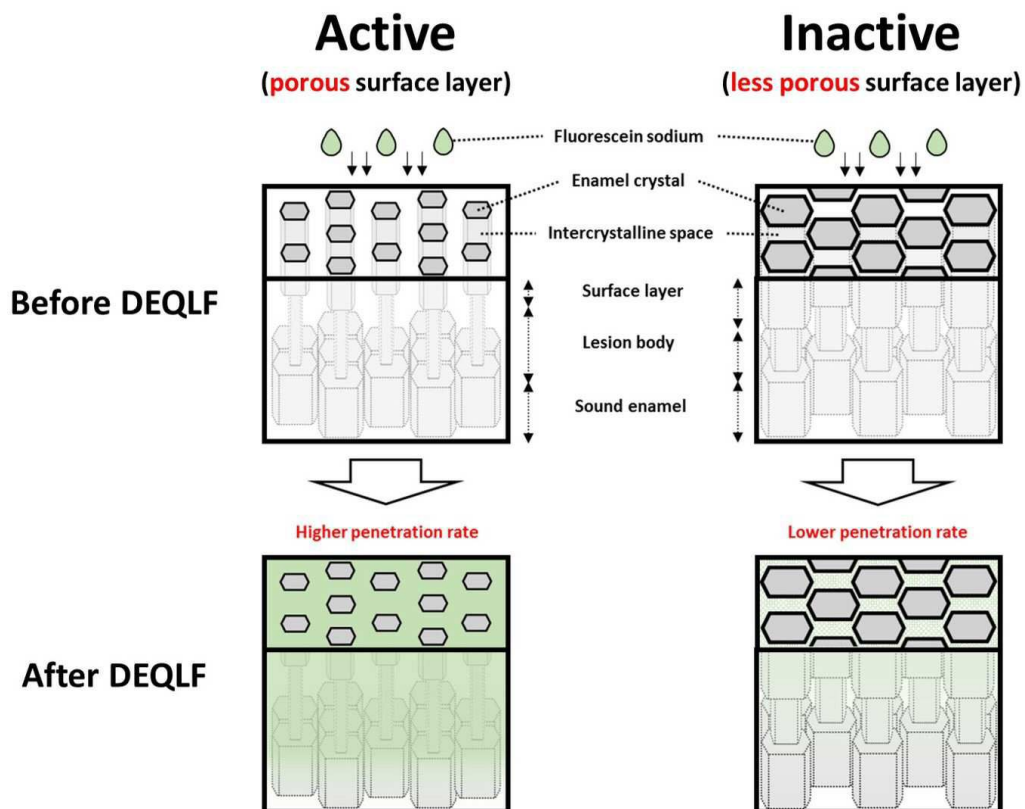 Active
(porous surface layer)
Inactive
(less porous surface layer)
Fluorescein sodium
Enamel crystal
Intercrystalline space
Before DEQLF
Surface layer
Lesion body
Sound enamel
Higher penetration rate
Lower penetration rate
After DEQLF